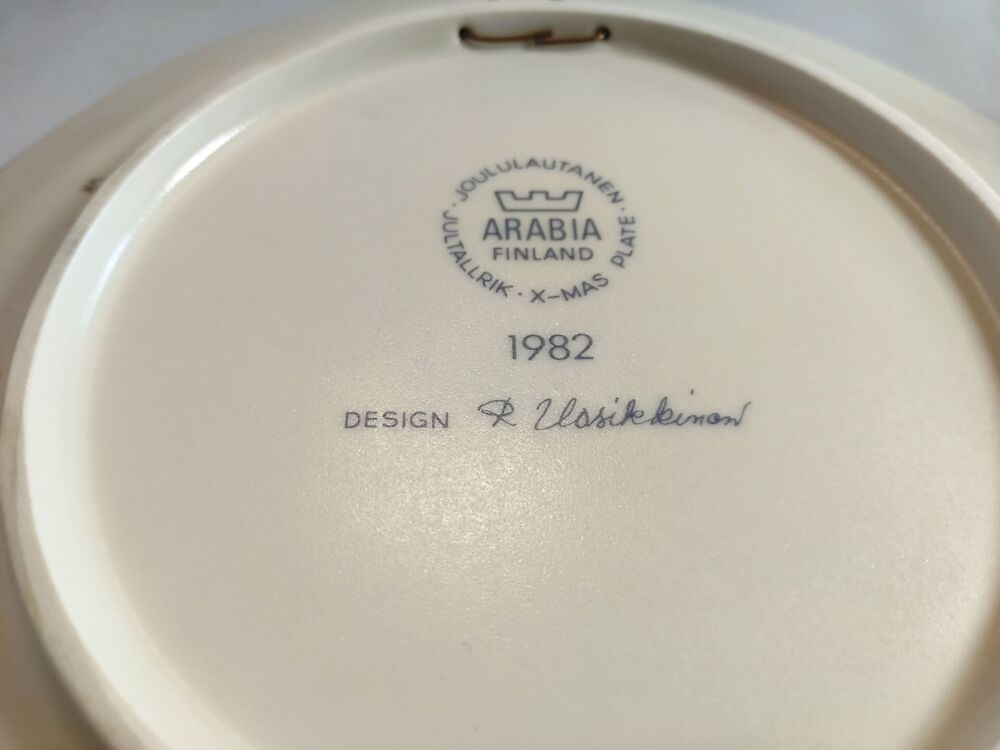 JOULULAUTANEN ·
JULTALLRIK · X-MAS PLATE ·
ARABIA
FINLAND
1982
DESIGN R Uosikkinen